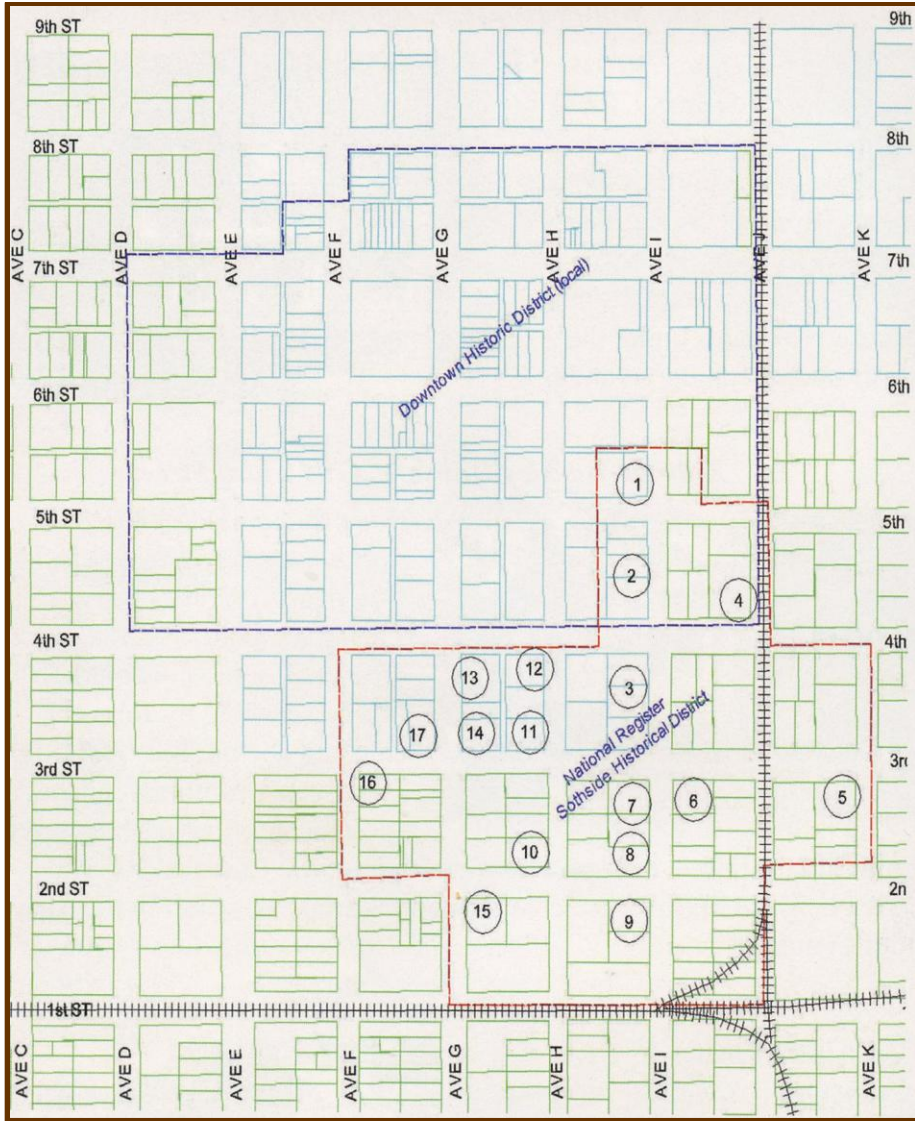 9th ST
9th
8th ST
8th
AVE C
AVE D
AVE E
AVE F
AVE G
AVE H
AVE I
AVE J
AVE K
7th ST
7th
Downtown Historic District (local)
6th ST
6th
1
5th ST
5th
2
4
4th ST
4th
13
12
3
17
14
11
National Register
Sothside Historical District
3rd ST
3rd
16
7
6
5
10
8
2nd ST
2n
15
9
1st ST
AVE C
AVE D
AVE E
AVE F
AVE G
AVE H
AVE I
AVE K